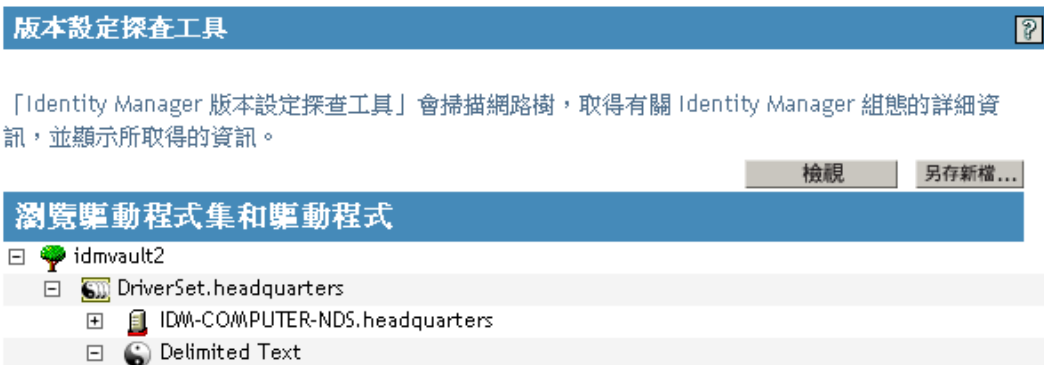 版本設定探查工具
「Identity Manager 版本設定探查工具」會掃描網路樹，取得有關 Identity Manager 組態的詳細資
訊，並顯示所取得的資訊。
檢視 另存新檔...
瀏覽驅動程式集和驅動程式
idmvault2
DriverSet.headquarters
IDM-COMPUTER-NDS.headquarters
Delimited Text